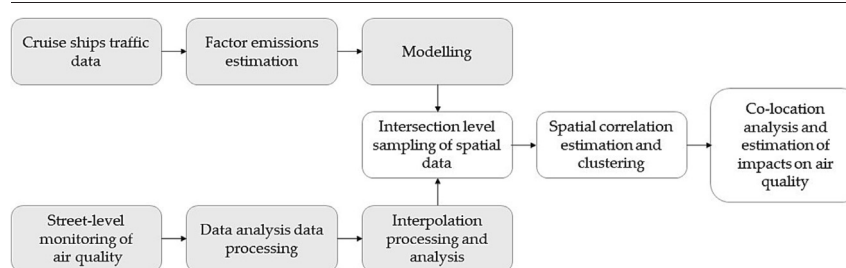 Cruise ships traffic
data
Factor emissions
estimation
Modelling
Intersection level
sampling of spatial
data
Spatial correlation
estimation and
clustering
Co-location
analysis and
estimation of
impacts on air
quality
Street-level
monitoring of
air quality
Data analysis data
processing
Interpolation
processing and
analysis